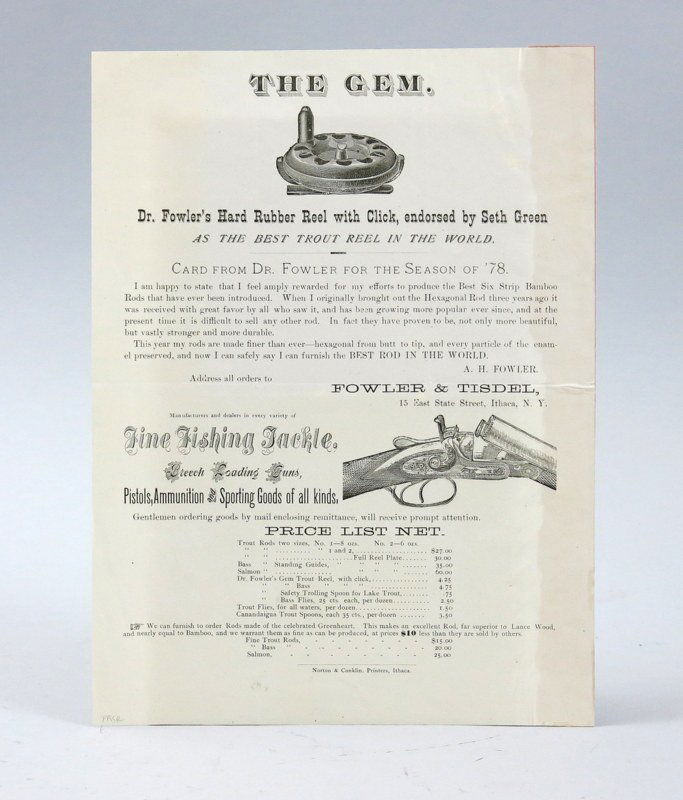 THE GEM.
Dr. Fowler's Hard Rubber Reel with Click, endorsed by Seth Green
AS THE BEST TROUT REEL IN THE WORLD.
CARD FROM DR. FOWLER FOR THE SEASON OF '78.
I am happy to state that I feel amply rewarded for my efforts to produce the Best Six Strip Bamboo
Rods that have ever been introduced. When I originally brought out the Hexagonal Rod three years ago it
was received with great favor by all who saw it, and has been growing more popular ever since, and at the
present time it is difficult to sell any other rod. In fact they have proven to be, not only more beautiful,
but vastly stronger and more durable.
This year my rods are made finer than ever—hexagonal from butt to tip, and every particle of the enam-
el preserved, and now I can safely say I can furnish the BEST ROD IN THE WORLD.
A. H. FOWLER.
Address all orders to
FOWLER & TISDEL,
15 East State Street, Ithaca, N. Y.
Manufacturers and dealers in every variety of
Fine Fishing Tackle,
Breech Loading Guns,
Pistols, Ammunition and Sporting Goods of all kinds,
Gentlemen ordering goods by mail enclosing remittance, will receive prompt attention.
PRICE LIST NET.
Trout Rods two sizes, No. 1—8 ozs. No. 2—6 ozs.
" " .......... " 1 and 2, .......... $27.00
" " .......... Full Reel Plate .......... 30.00
Bass " Standing Guides, " " " " .......... 35.00
Salmon " .......... " " " " .......... 60.00
Dr. Fowler's Gem Trout Reel, with click, .......... 4.25
" " " Bass " " " .......... 4.75
" " Safety Trolling Spoon for Lake Trout, .......... .75
" " Bass Flies, 25 cts. each, per dozen .......... 2.50
Trout Flies, for all waters, per dozen .......... 1.50
Canandaigua Trout Spoons, each 35 cts., per dozen .......... 3.50
☞ We can furnish to order Rods made of the celebrated Greenheart. This makes an excellent Rod, far superior to Lance Wood,
and nearly equal to Bamboo, and we warrant them as fine as can be produced, at prices $10 less than they are sold by others.
Fine Trout Rods, - - - - - - - - $15.00
" Bass " - - - - - - - - 20.00
Salmon, - - - - - - - - 25.00
Norton & Conklin, Printers, Ithaca.